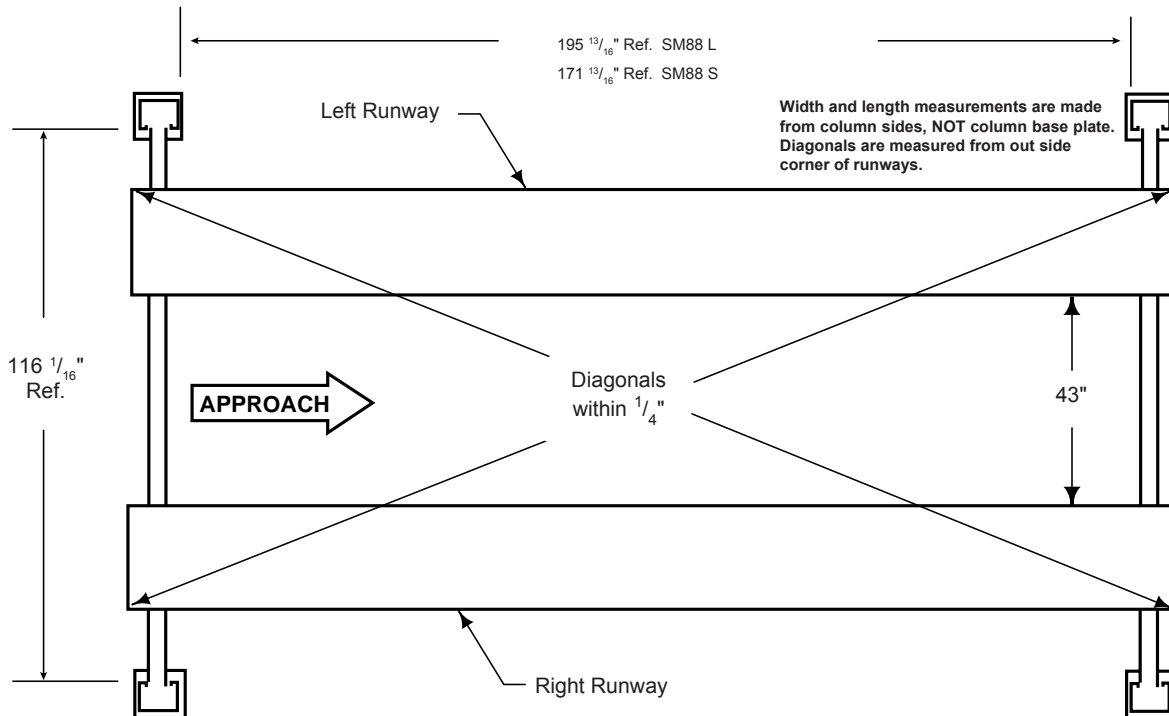 195 13/16" Ref. SM88 L
171 13/16" Ref. SM88 S
Left Runway
Width and length measurements are made
from column sides, NOT column base plate.
Diagonals are measured from out side
corner of runways.
116 1/16"
Ref.
APPROACH
Diagonals
within 1/4"
43"
Right Runway